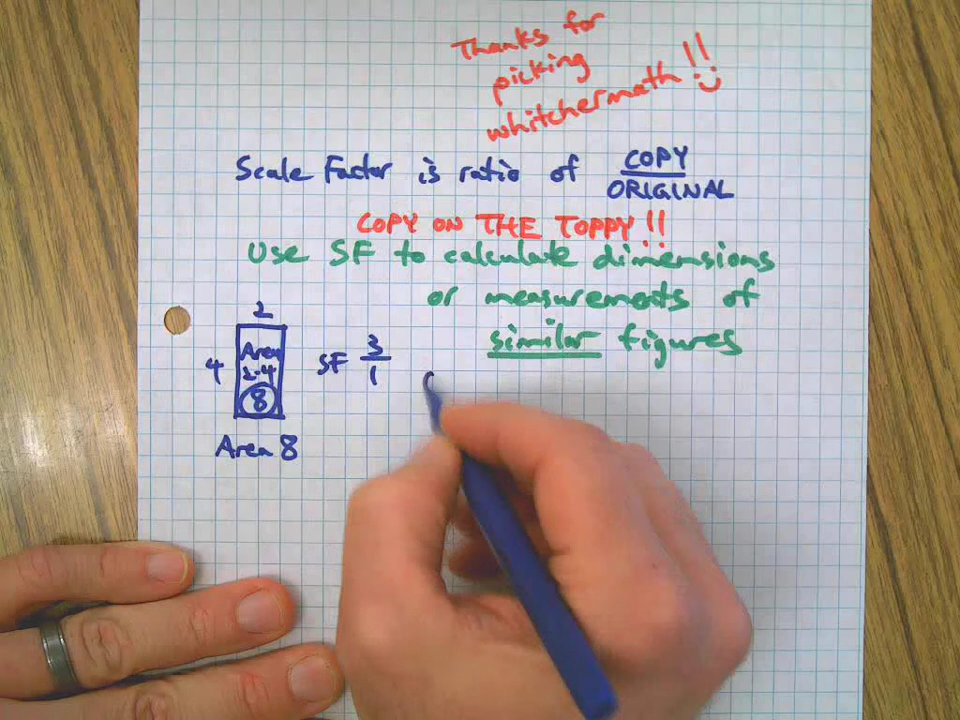 Thanks for
picking
whitchermath!!
Scale Factor is ratio of COPY
ORIGINAL
COPY ON THE TOPPY!!
Use SF to calculate dimensions
or measurements of
similar figures
2
4
Area
2·4
8
SF 3
1
Area 8